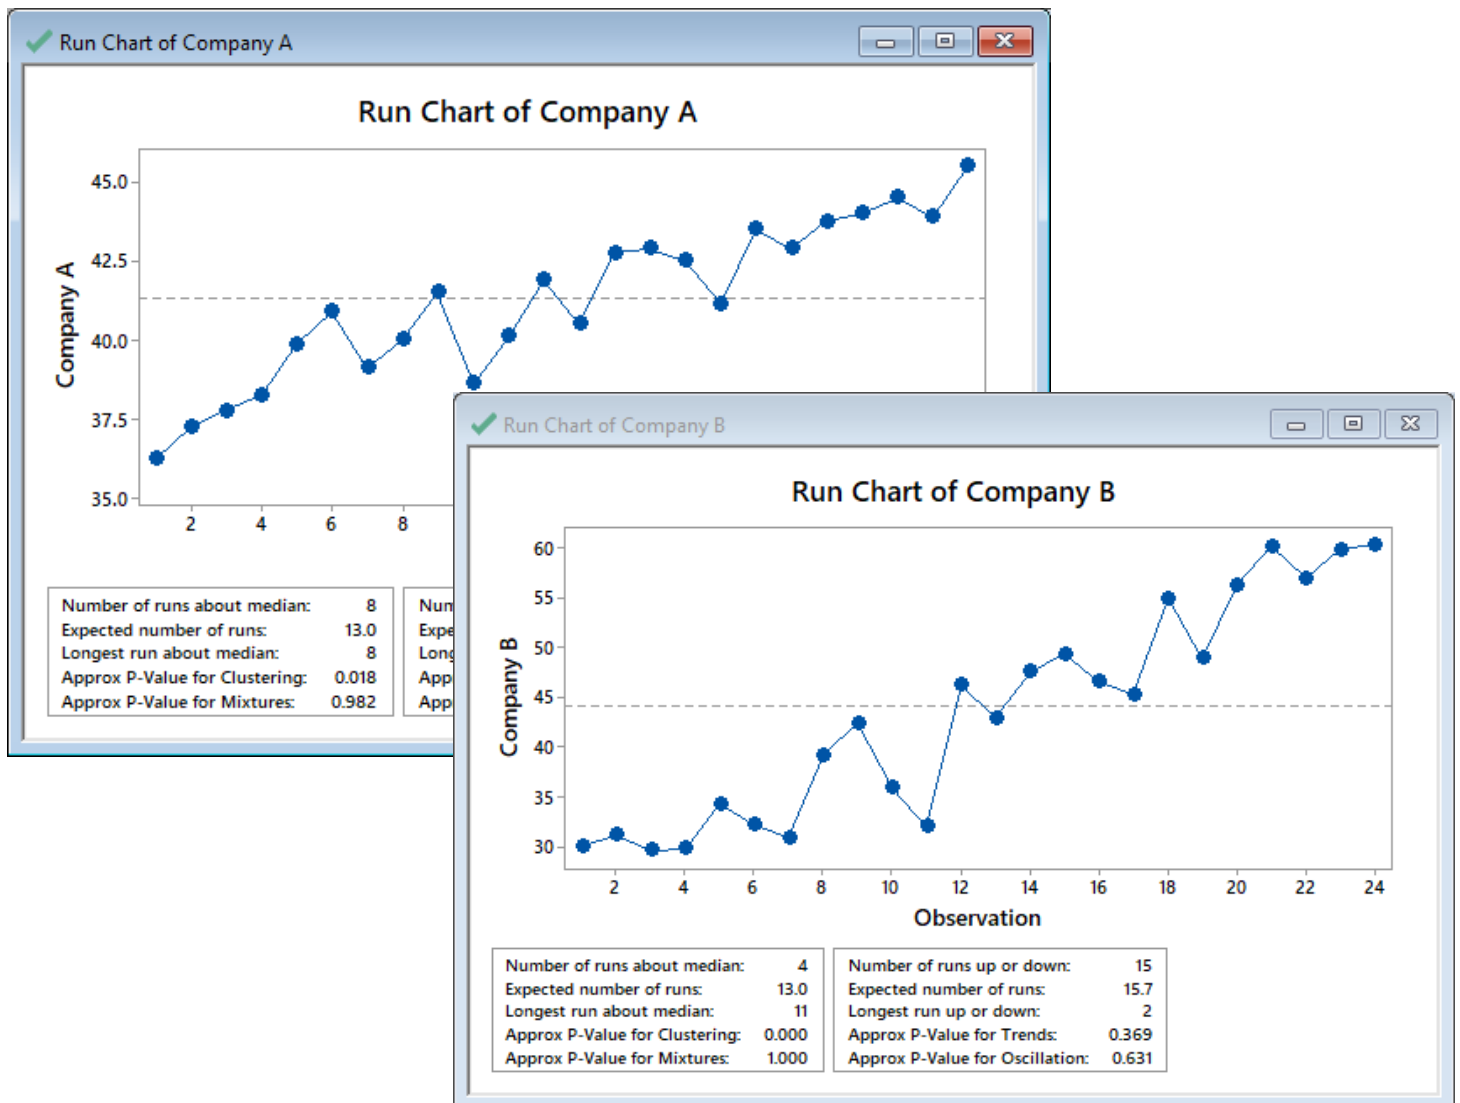 Run Chart of Company A
Run Chart of Company A
45.0
42.5
40.0
37.5
35.0
Company A
2 4 6 8
Number of runs about median: 8
Expected number of runs: 13.0
Longest run about median: 8
Approx P-Value for Clustering: 0.018
Approx P-Value for Mixtures: 0.982
Run Chart of Company B
Run Chart of Company B
60
55
50
45
40
35
30
Company B
2 4 6 8 10 12 14 16 18 20 22 24
Observation
Number of runs about median: 4
Expected number of runs: 13.0
Longest run about median: 11
Approx P-Value for Clustering: 0.000
Approx P-Value for Mixtures: 1.000
Number of runs up or down: 15
Expected number of runs: 15.7
Longest run up or down: 2
Approx P-Value for Trends: 0.369
Approx P-Value for Oscillation: 0.631